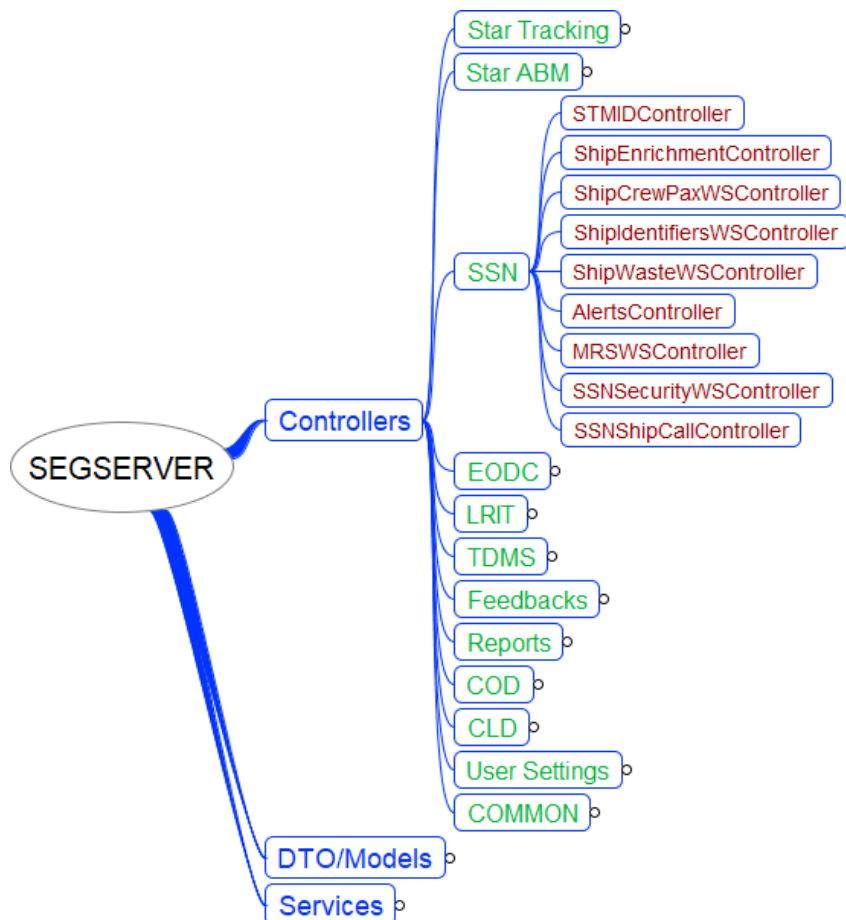 Star Tracking
Star ABM
STMIDController
ShipEnrichmentController
ShipCrewPaxWSController
ShipIdentifiersWSController
SSN
ShipWasteWSController
AlertsController
MRSWSController
SSNSecurityWSController
Controllers
SSNShipCallController
SEGSERVER
EODC
LRIT
TDMS
Feedbacks
Reports
COD
CLD
User Settings
COMMON
DTO/Models
Services